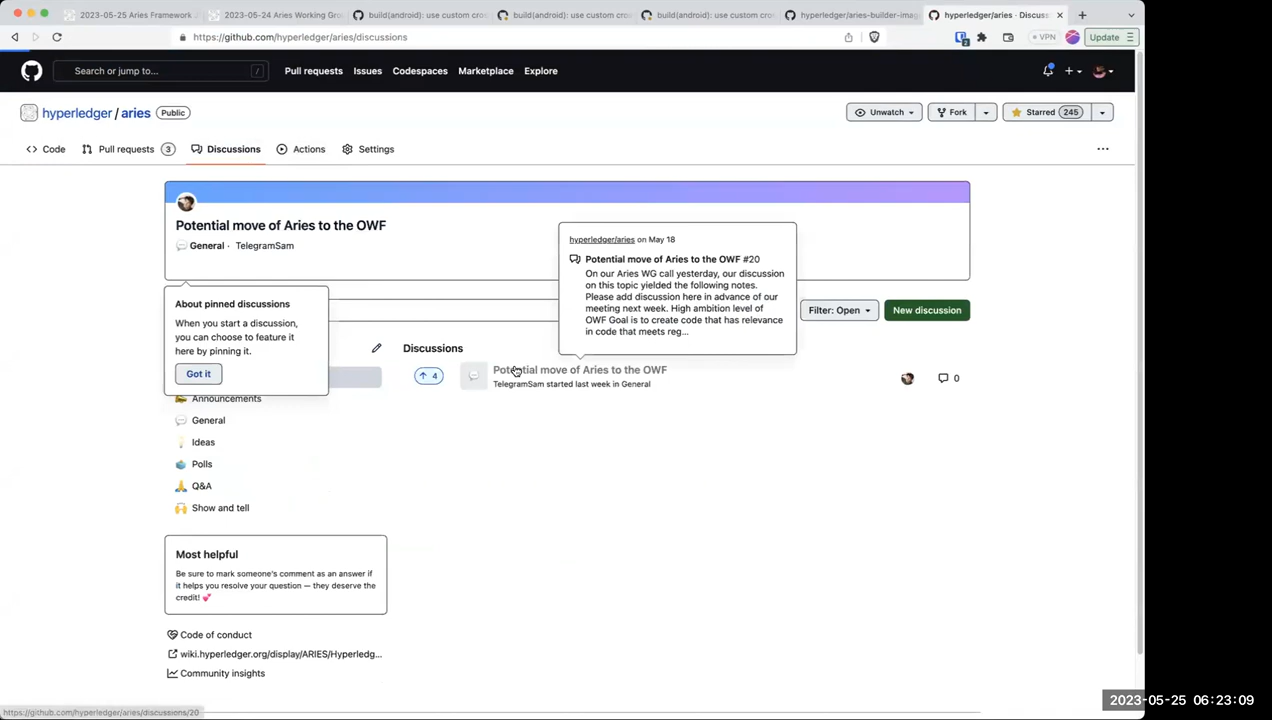 2023-05-25 Aries Framework
2023-05-24 Aries Working Gro
build(android): use custom cro
build(android): use custom cro
build(android): use custom cro
hyperledger/aries-builder-imag
hyperledger/aries · Discuss
https://github.com/hyperledger/aries/discussions
VPN
Update
Search or jump to...
/
Pull requests
Issues
Codespaces
Marketplace
Explore
hyperledger / aries
Public
Unwatch
Fork
Starred 245
Code
Pull requests 3
Discussions
Actions
Settings
Potential move of Aries to the OWF
General · TelegramSam
hyperledger/aries on May 18
Potential move of Aries to the OWF #20
On our Aries WG call yesterday, our discussion
on this topic yielded the following notes.
Please add discussion here in advance of our
meeting next week. High ambition level of
OWF Goal is to create code that has relevance
in code that meets reg...
About pinned discussions
When you start a discussion,
you can choose to feature it
here by pinning it.
Got it
Filter: Open
New discussion
Discussions
4
Potential move of Aries to the OWF
TelegramSam started last week in General
0
Announcements
General
Ideas
Polls
Q&A
Show and tell
Most helpful
Be sure to mark someone's comment as an answer if
it helps you resolve your question — they deserve the
credit! 💕
Code of conduct
wiki.hyperledger.org/display/ARIES/Hyperledg...
Community insights
https://github.com/hyperledger/aries/discussions/20
2023-05-25 06:23:09